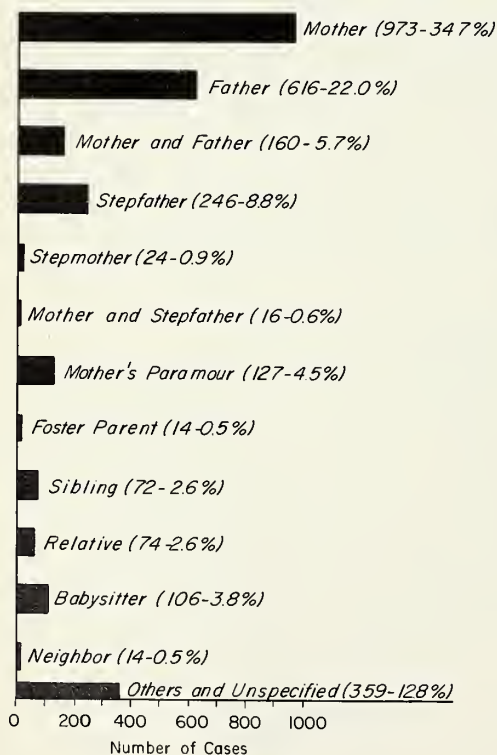 Mother (973-34.7%)
Father (616-22.0%)
Mother and Father (160-5.7%)
Stepfather (246-8.8%)
Stepmother (24-0.9%)
Mother and Stepfather (16-0.6%)
Mother's Paramour (127-4.5%)
Foster Parent (14-0.5%)
Sibling (72-2.6%)
Relative (74-2.6%)
Babysitter (106-3.8%)
Neighbor (14-0.5%)
Others and Unspecified (359-12.8%)
0 200 400 600 800 1000
Number of Cases